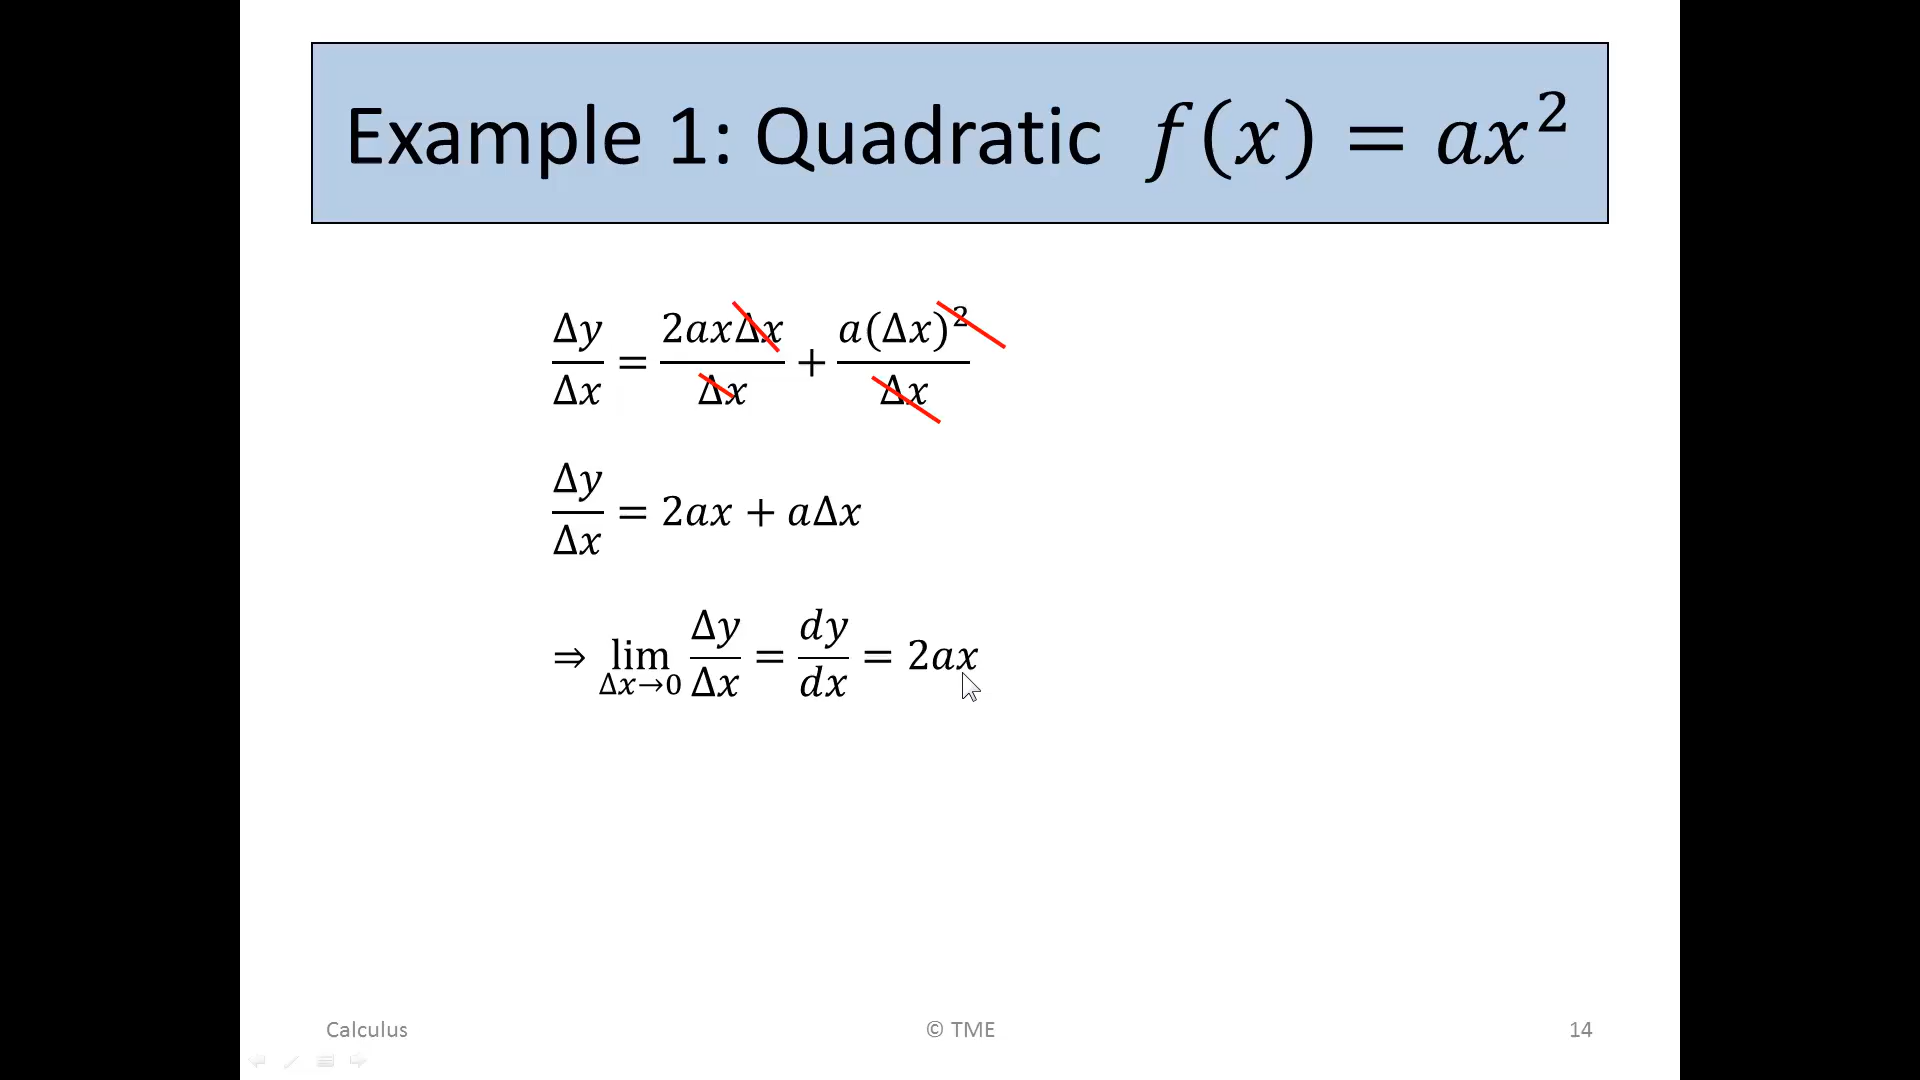 Example 1: Quadratic f(x) = ax²
Δy/Δx = 2axΔx/Δx + a(Δx)²/Δx
Δy/Δx = 2ax + aΔx
⇒ lim Δx→0 Δy/Δx = dy/dx = 2ax
Calculus © TME 14